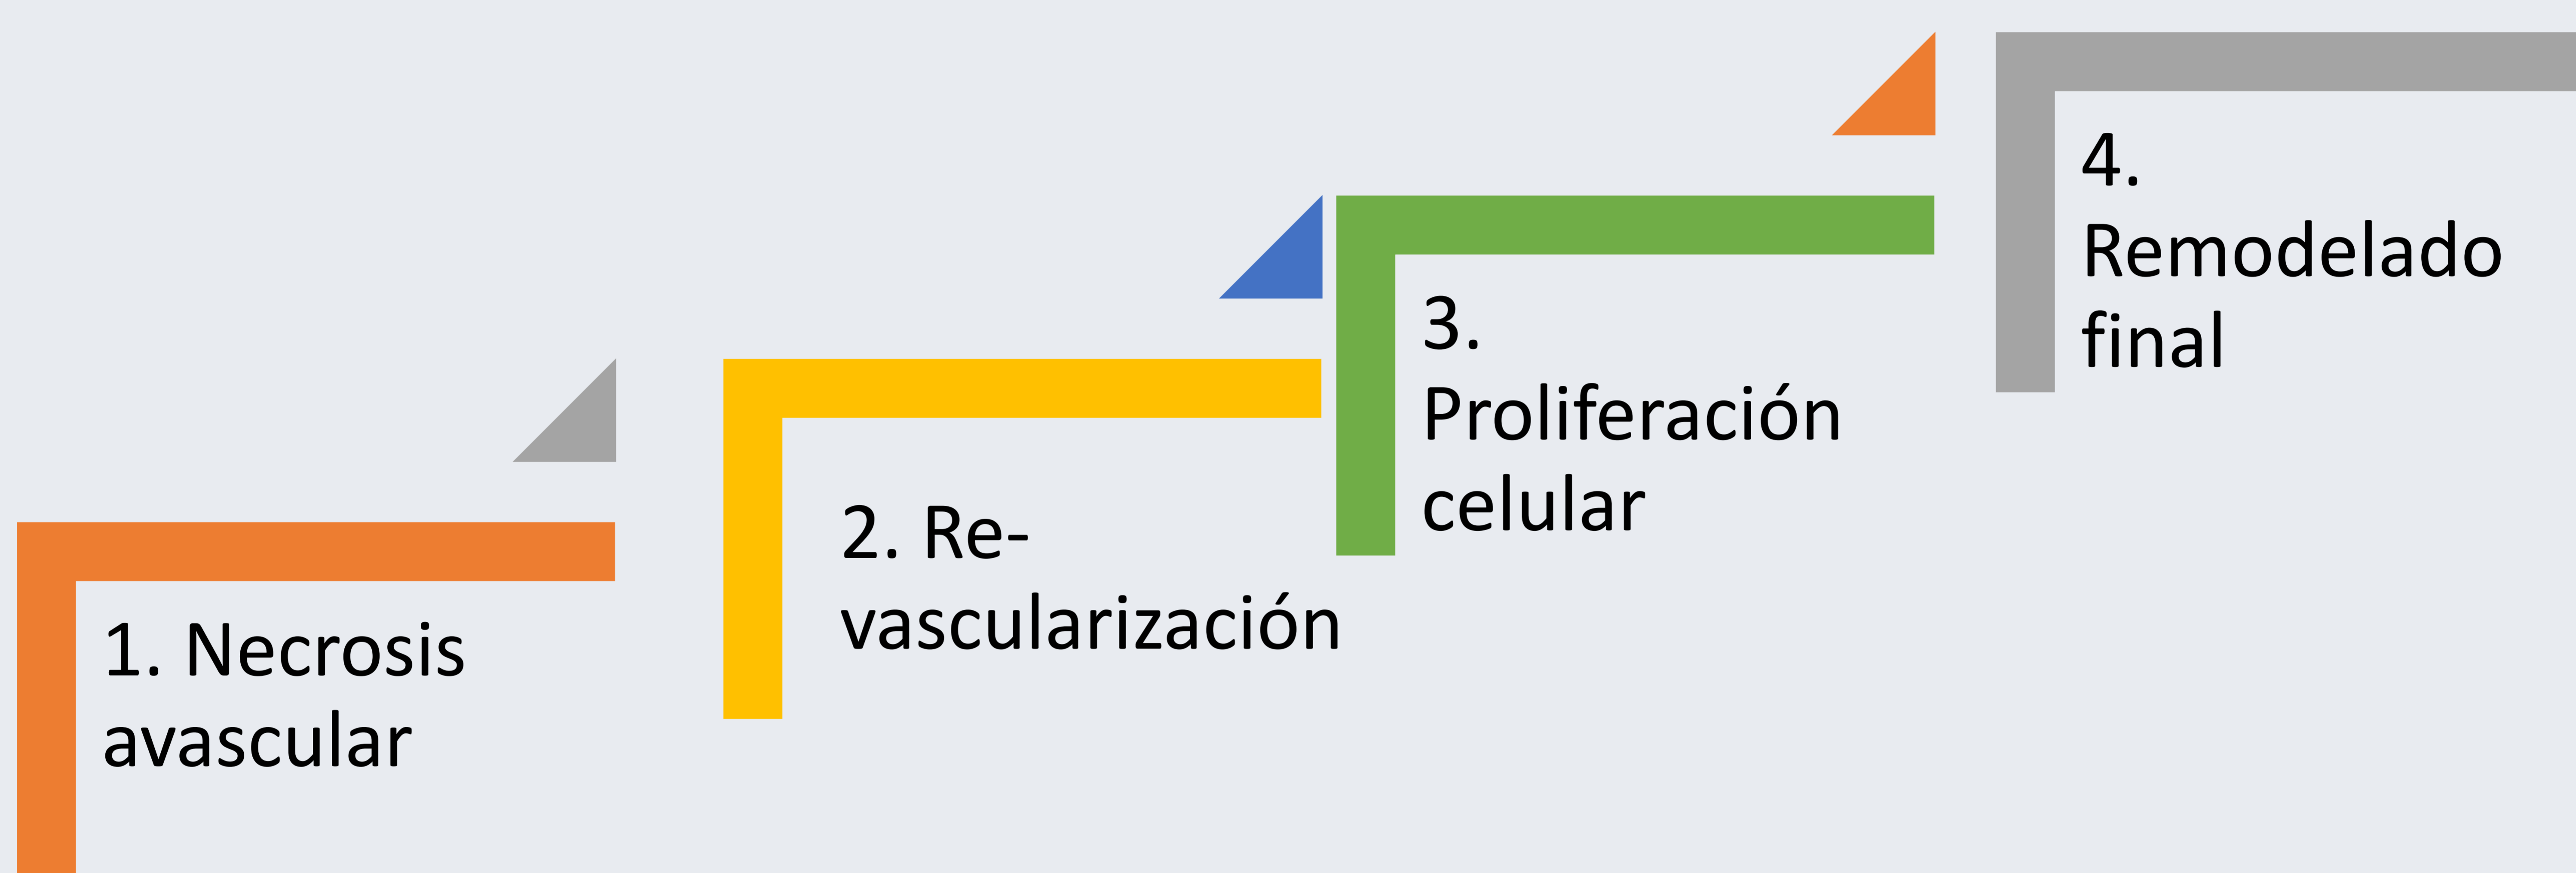 1. Necrosis
avascular
2. Re-
vascularización
3.
Proliferación
celular
4.
Remodelado
final